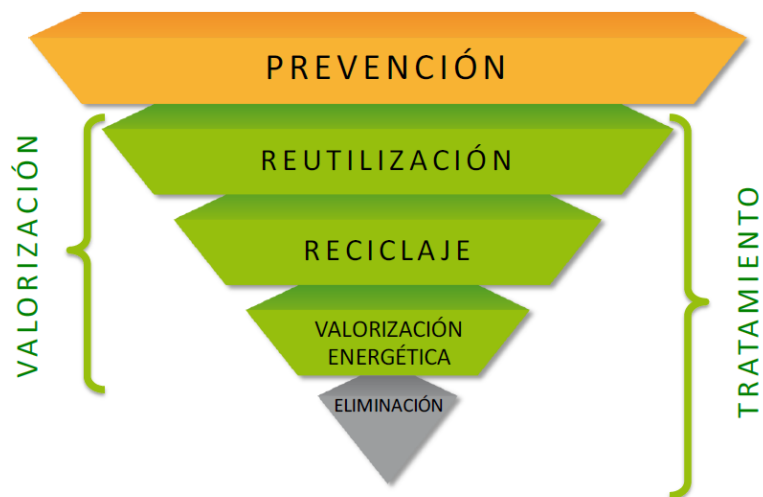 PREVENCIÓN
VALORIZACIÓN
REUTILIZACIÓN
RECICLAJE
VALORIZACIÓN
ENERGÉTICA
ELIMINACIÓN
TRATAMIENTO